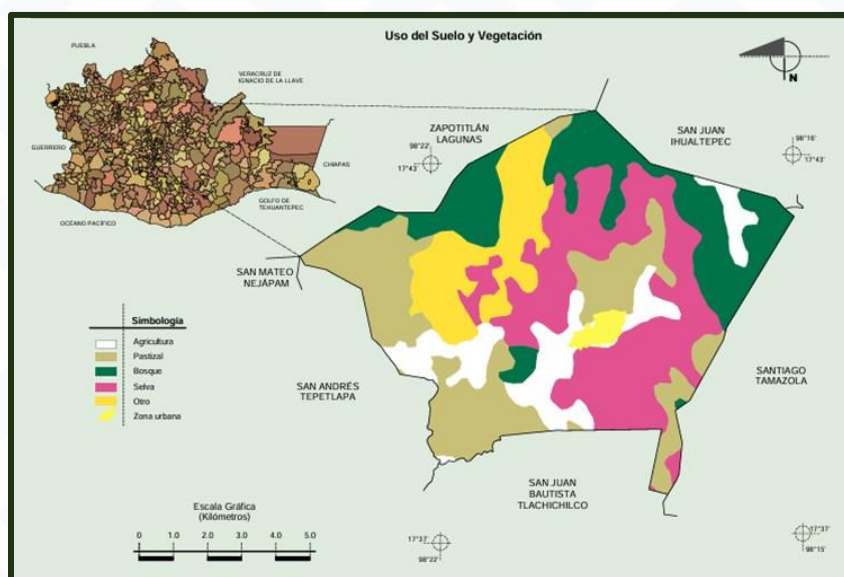 Uso del Suelo y Vegetación
PUEBLA
VERACRUZ DE
IGNACIO DE LA LLAVE
GUERRERO
CHIAPAS
GOLFO DE
TEHUANTEPEC
OCÉANO PACÍFICO
N
ZAPOTITLÁN
LAGUNAS
98°22'
17°43'
SAN JUAN
IHUALTEPEC
98°16'
17°43'
SAN MATEO
NEJÁPAM
Simbología
Agricultura
Pastizal
Bosque
Selva
Otro
Zona urbana
SAN ANDRÉS
TEPETLAPA
SANTIAGO
TAMAZOLA
SAN JUAN
BAUTISTA
TLACHICHILCO
Escala Gráfica
(Kilómetros)
0 1.0 2.0 3.0 4.0 5.0
17°37'
98°22'
17°37'
98°15'